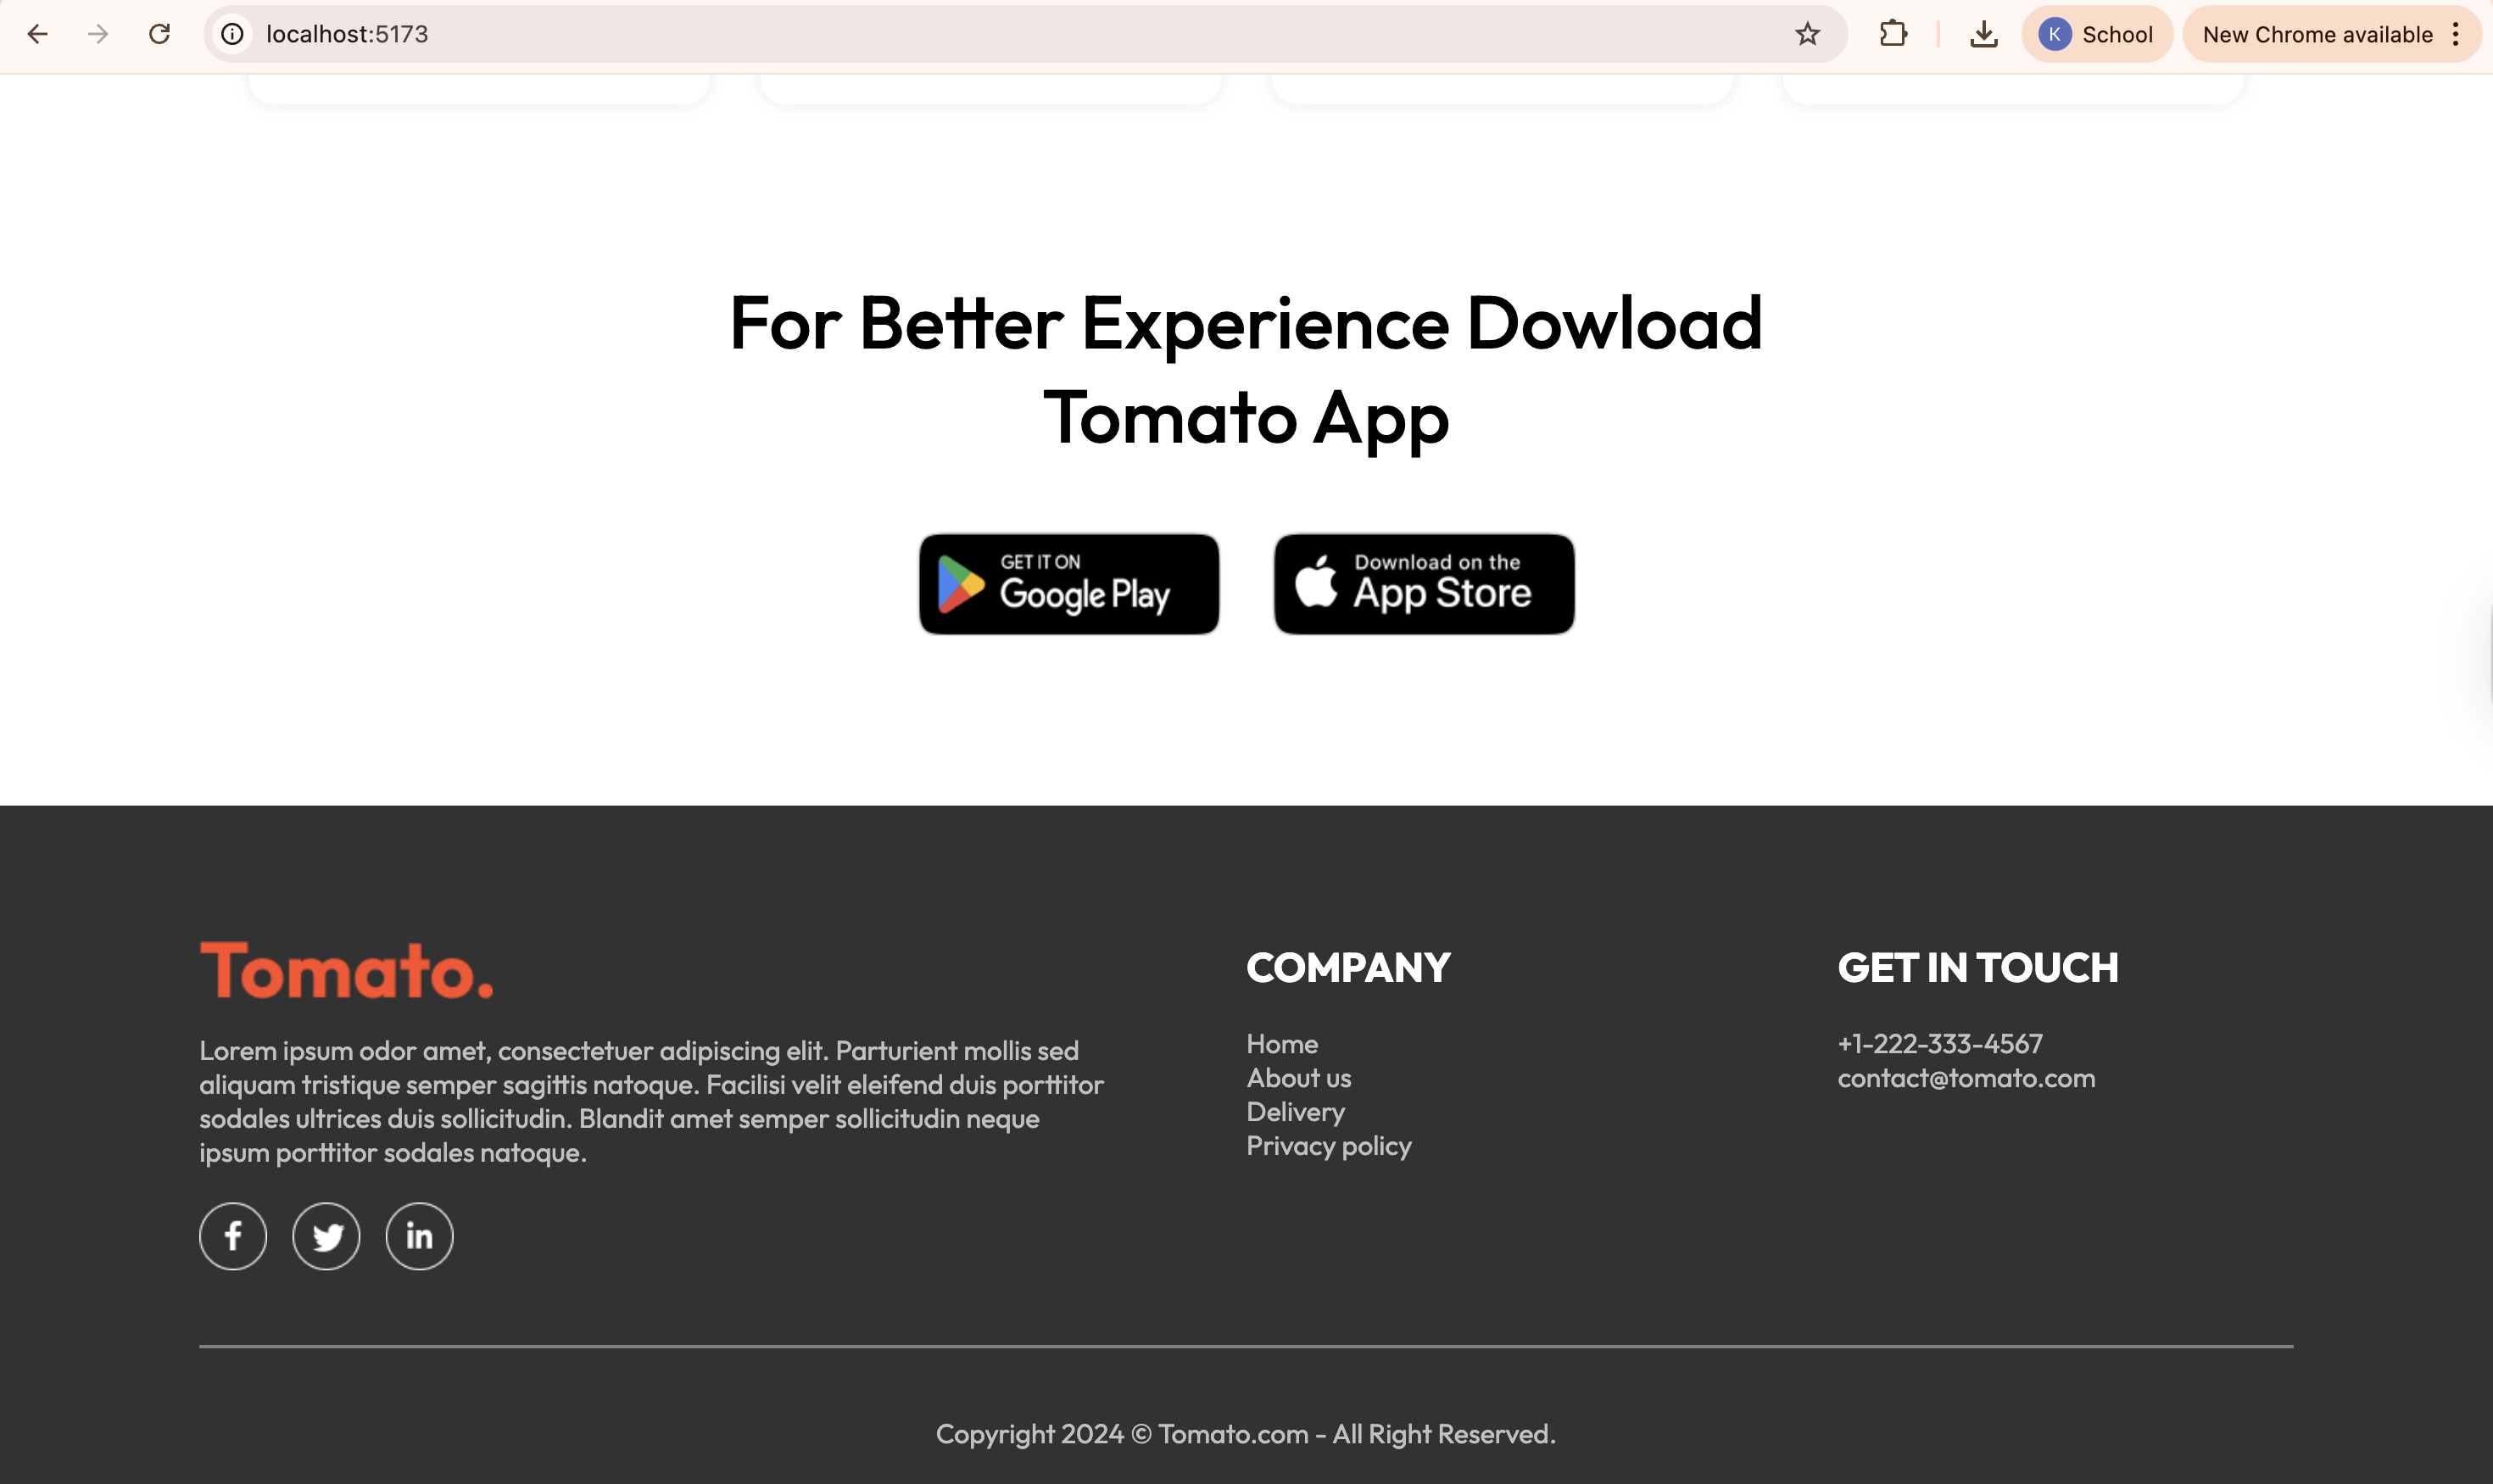 localhost:5173
K
School
New Chrome available
For Better Experience Dowload
Tomato App
GET IT ON
Google Play
Download on the
App Store
Tomato.
Lorem ipsum odor amet, consectetuer adipiscing elit. Parturient mollis sed
aliquam tristique semper sagittis natoque. Facilisi velit eleifend duis porttitor
sodales ultrices duis sollicitudin. Blandit amet semper sollicitudin neque
ipsum porttitor sodales natoque.
f
in
COMPANY
Home
About us
Delivery
Privacy policy
GET IN TOUCH
+1-222-333-4567
contact@tomato.com
Copyright 2024 © Tomato.com - All Right Reserved.